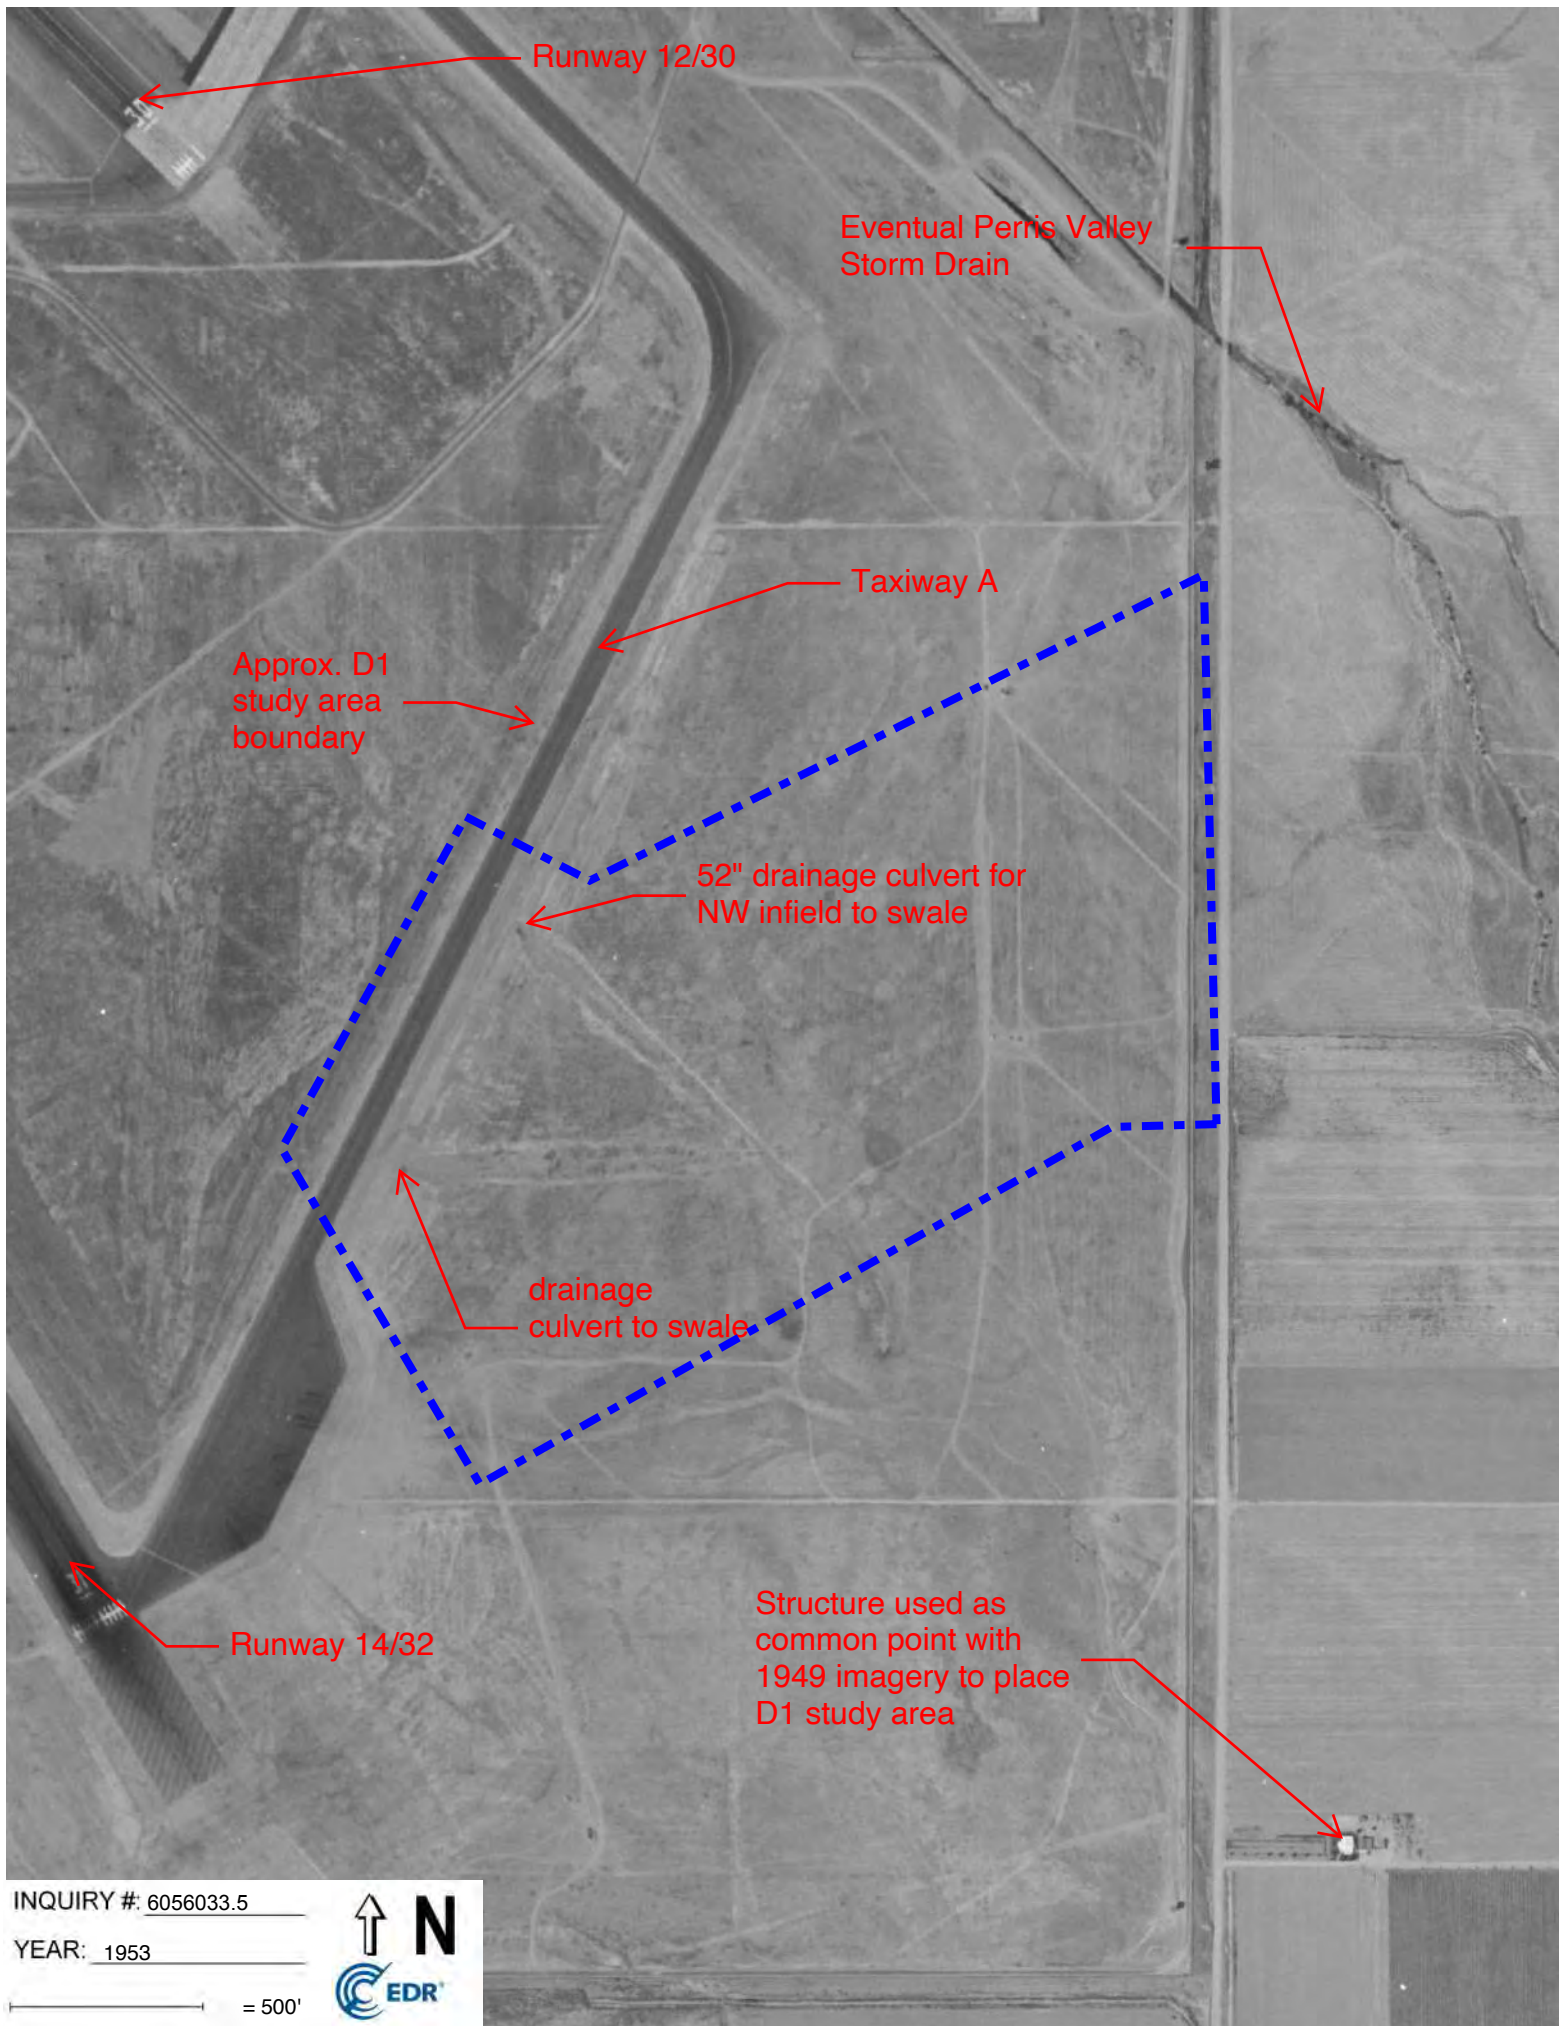 Runway 12/30
30
Eventual Perris Valley
Storm Drain
Taxiway A
Approx. D1
study area
boundary
52" drainage culvert for
NW infield to swale
drainage
culvert to swale
Structure used as
common point with
1949 imagery to place
D1 study area
Runway 14/32
INQUIRY #: 6056033.5
YEAR: 1953
= 500'
N
EDR®